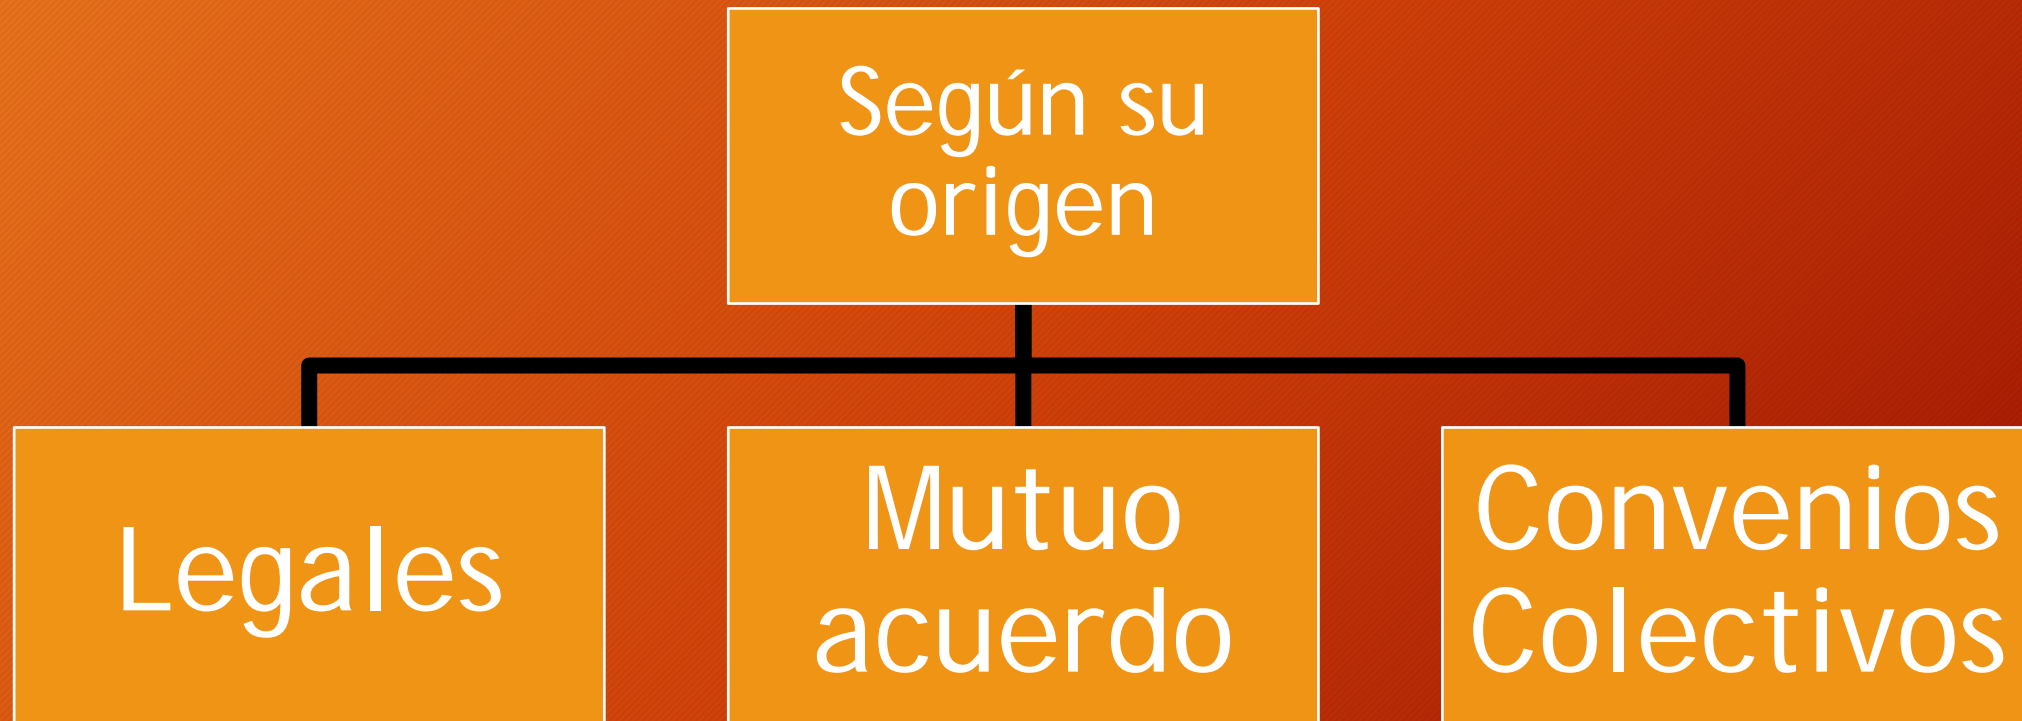 Según su
origen
Legales
Mutuo
acuerdo
Convenios
Colectivos